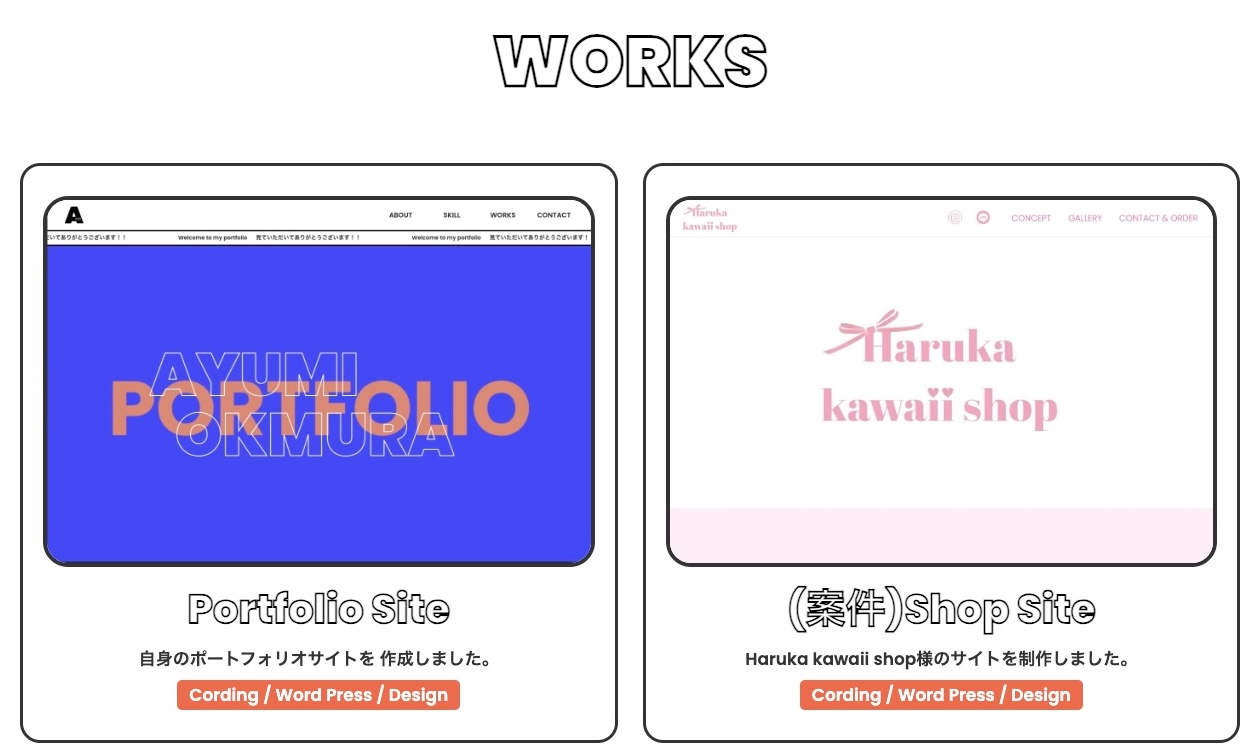 WORKS
A
ABOUT SKILL WORKS CONTACT
いてありがとうございます！！ Welcome to my portfolio 見ていただいてありがとうございます！！ Welcome to my portfolio 見ていただいてありがとうございます！
AYUMI
PORTFOLIO
OKMURA
Portfolio Site
自身のポートフォリオサイトを 作成しました。
Cording / Word Press / Design
Haruka
kawaii shop
CONCEPT GALLERY CONTACT & ORDER
Haruka
kawaii shop
(案件)Shop Site
Haruka kawaii shop様のサイトを制作しました。
Cording / Word Press / Design